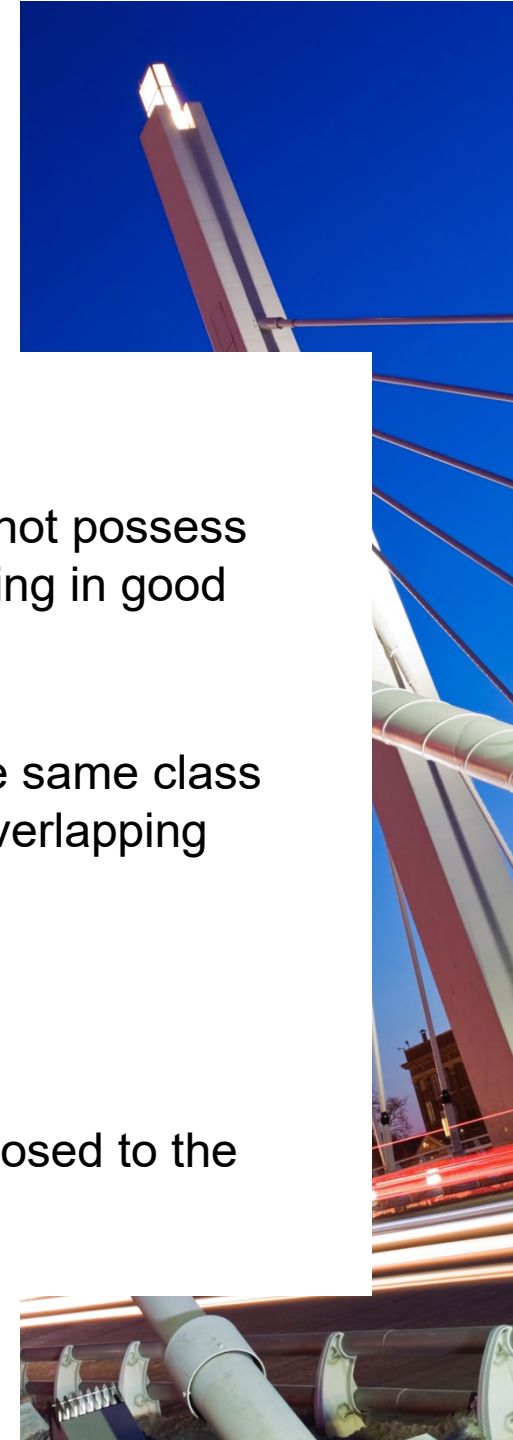 not possess
ing in good
same class
verlapping
osed to the